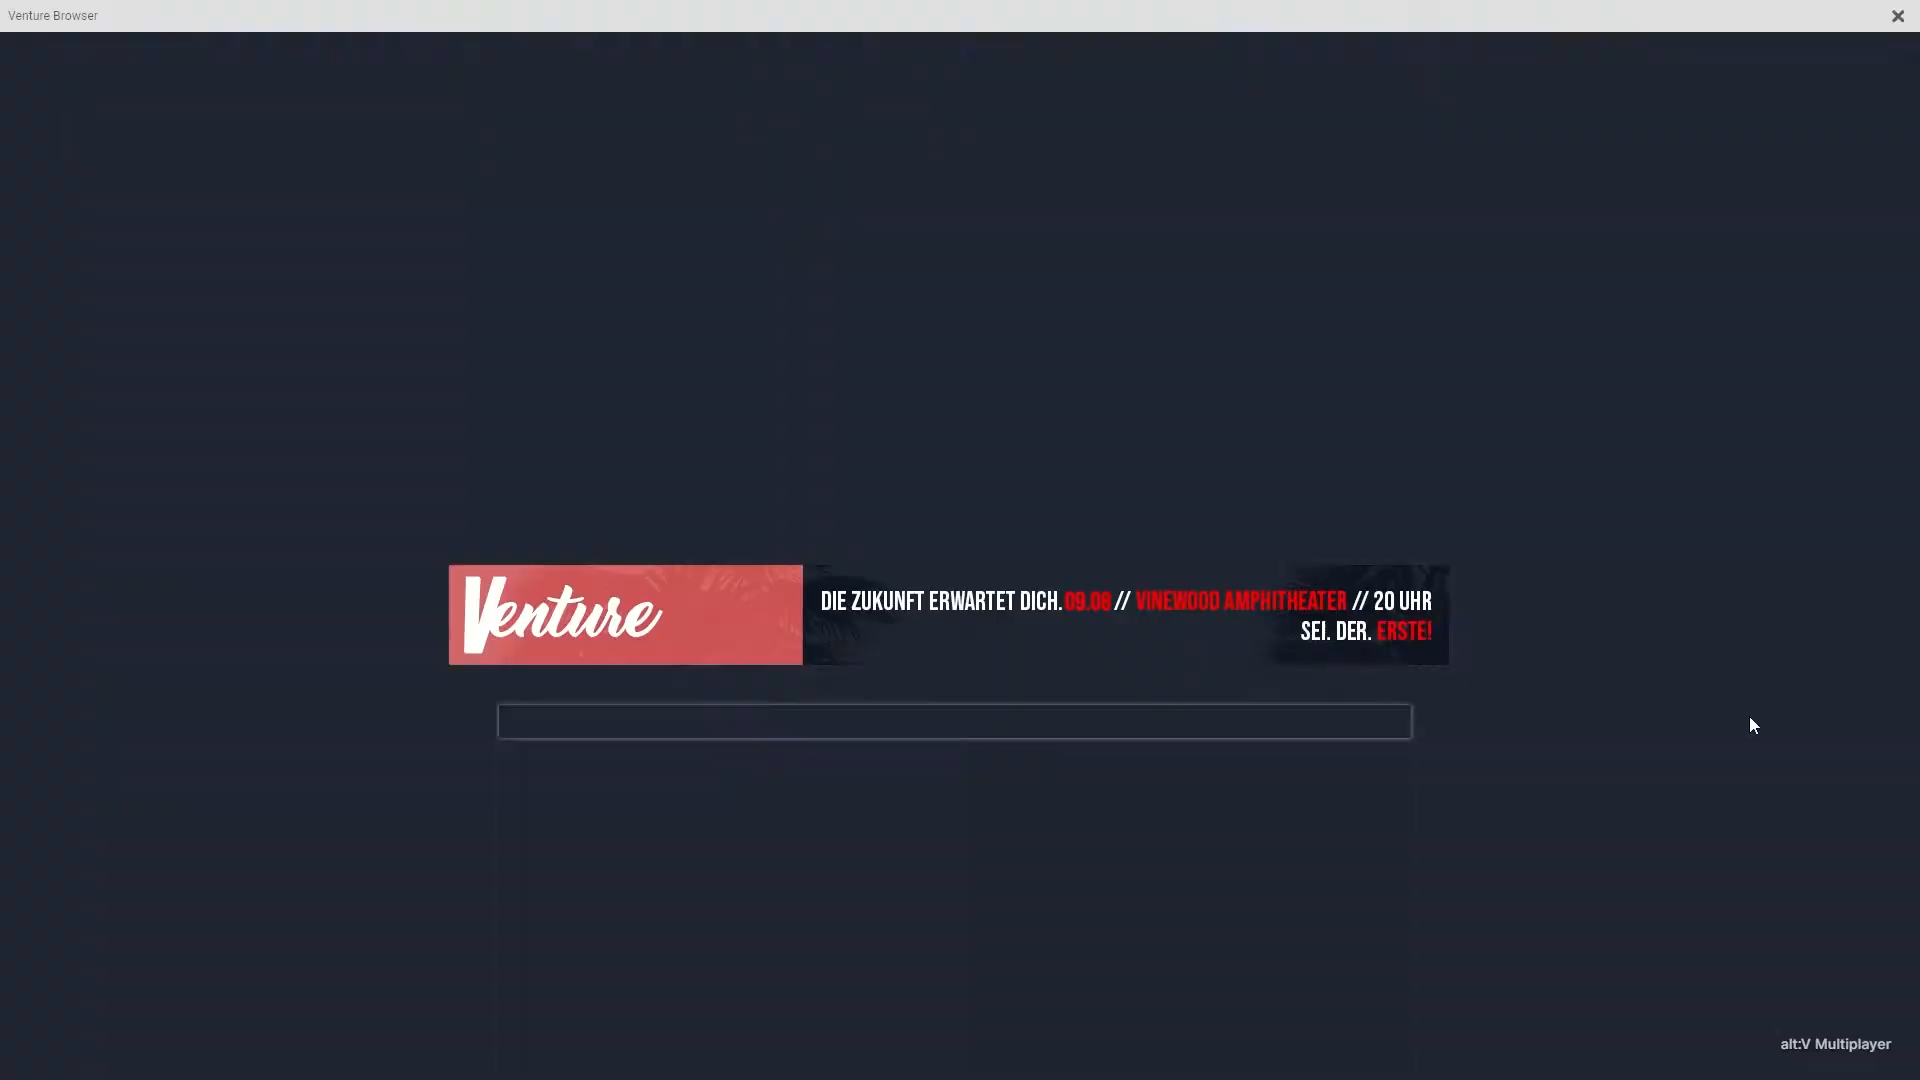 Venture Browser
Venture
DIE ZUKUNFT ERWARTET DICH. 09.08 // VINEWOOD AMPHITHEATER // 20 UHR
SEI. DER. ERSTE!
alt:V Multiplayer